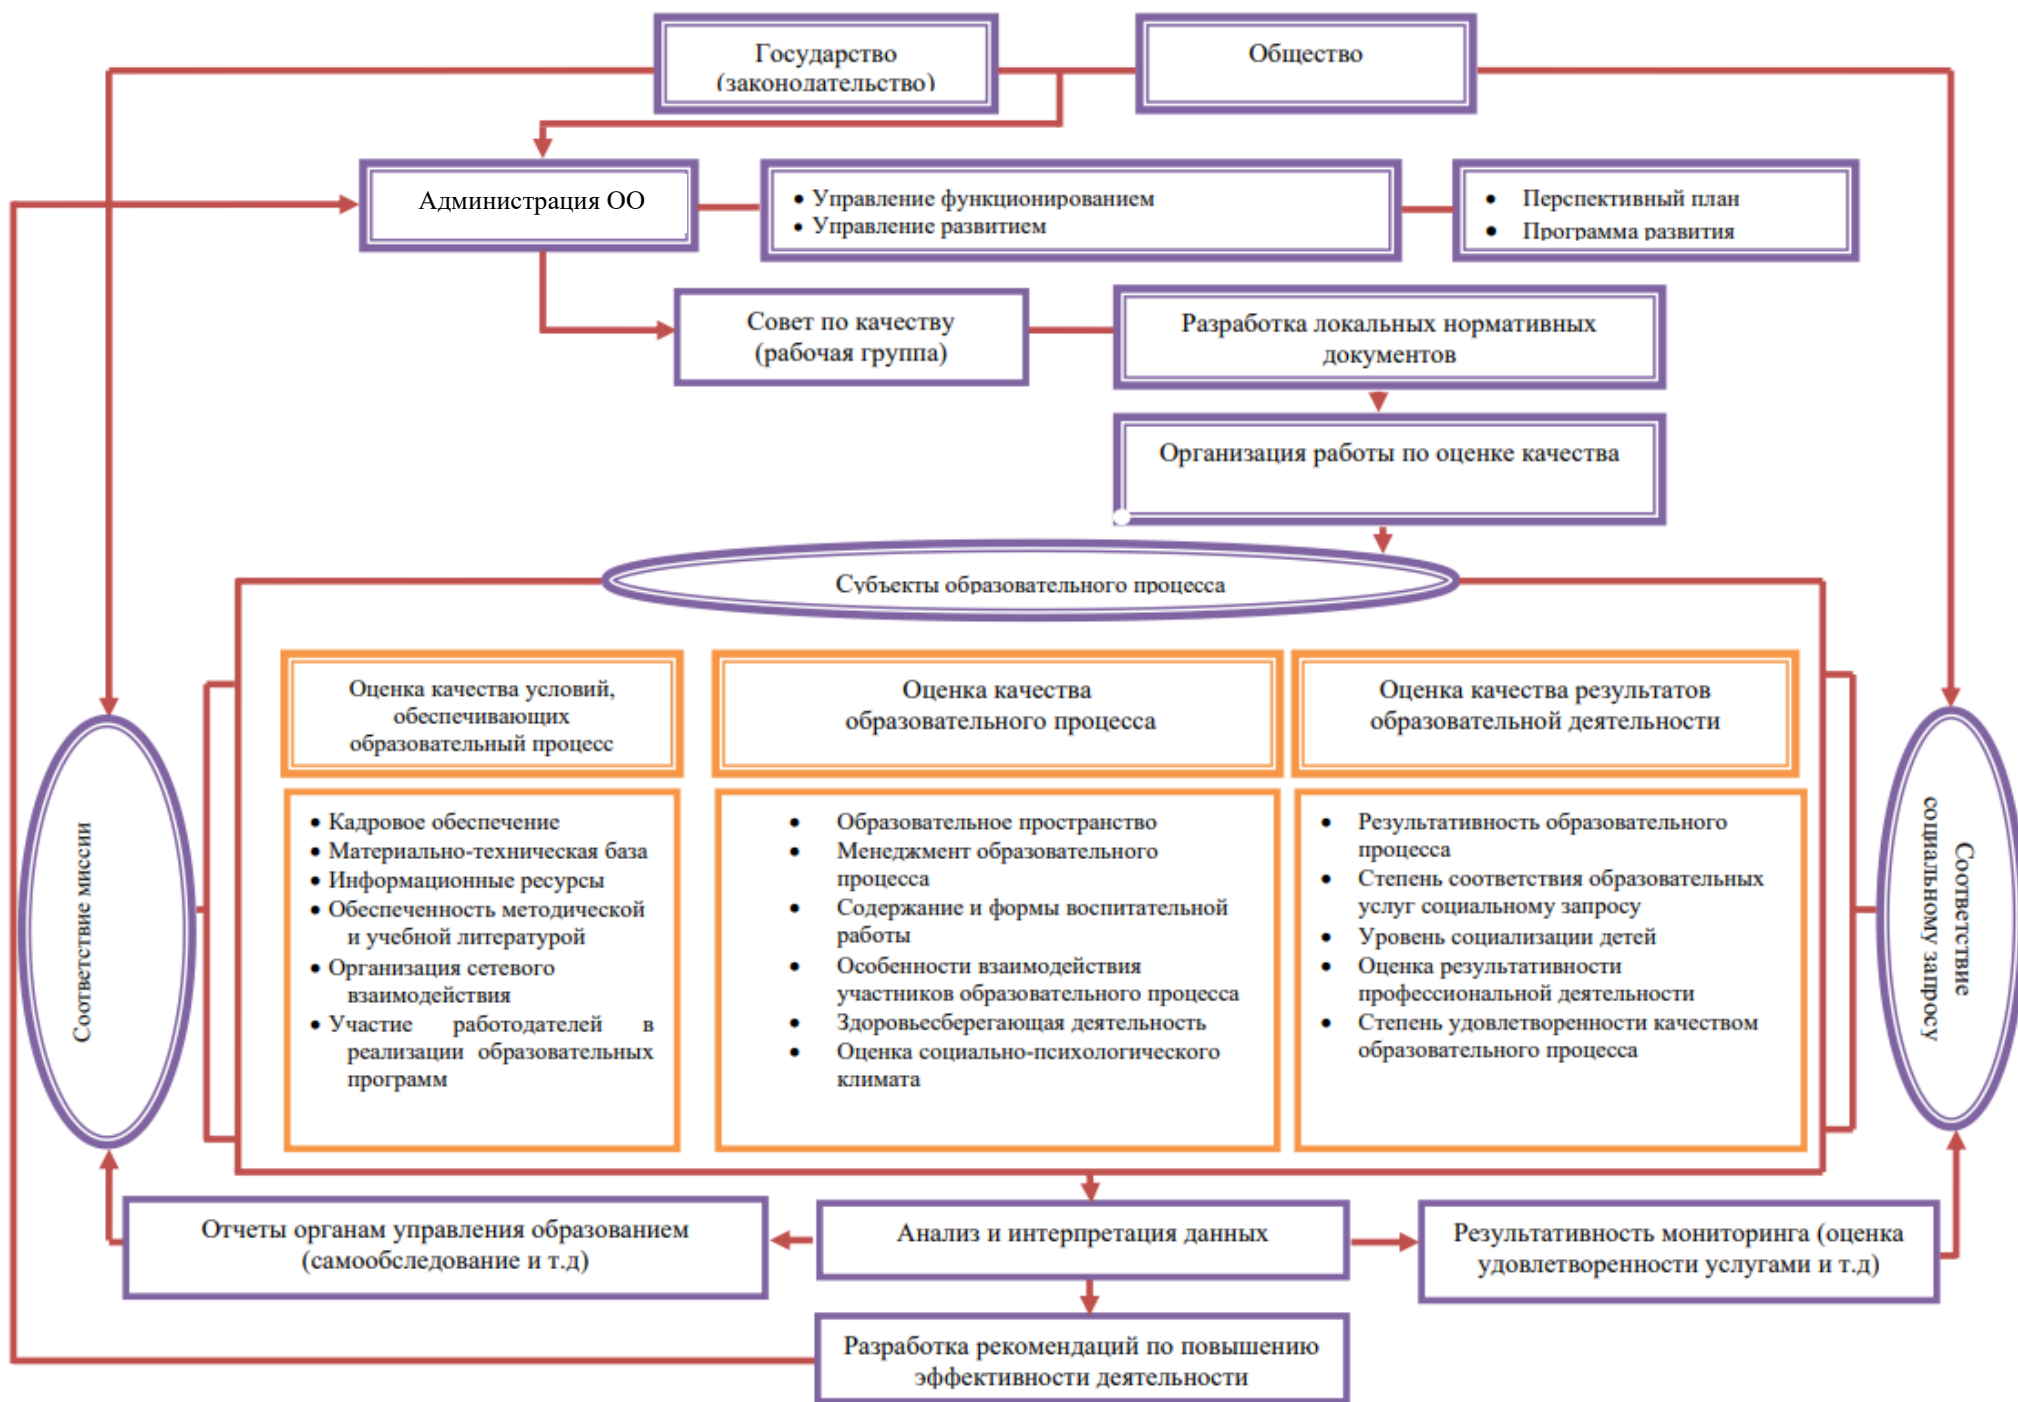 Государство
(законодательство)
Общество
Администрация ОО
• Управление функционированием
• Управление развитием
• Перспективный план
• Программа развития
Совет по качеству
(рабочая группа)
Разработка локальных нормативных
документов
Организация работы по оценке качества
Субъекты образовательного процесса
Оценка качества условий,
обеспечивающих
образовательный процесс
Оценка качества
образовательного процесса
Оценка качества результатов
образовательной деятельности
Соответствие миссии
• Кадровое обеспечение
• Материально-техническая база
• Информационные ресурсы
• Обеспеченность методической
и учебной литературой
• Организация сетевого
взаимодействия
• Участие работодателей в
реализации образовательных
программ
• Образовательное пространство
• Менеджмент образовательного
процесса
• Содержание и формы воспитательной
работы
• Особенности взаимодействия
участников образовательного процесса
• Здоровьесберегающая деятельность
• Оценка социально-психологического
климата
• Результативность образовательного
процесса
• Степень соответствия образовательных
услуг социальному запросу
• Уровень социализации детей
• Оценка результативности
профессиональной деятельности
• Степень удовлетворенности качеством
образовательного процесса
Соответствие
социальному запросу
Отчеты органам управления образованием
(самообследование и т.д)
Анализ и интерпретация данных
Результативность мониторинга (оценка
удовлетворенности услугами и т.д)
Разработка рекомендаций по повышению
эффективности деятельности